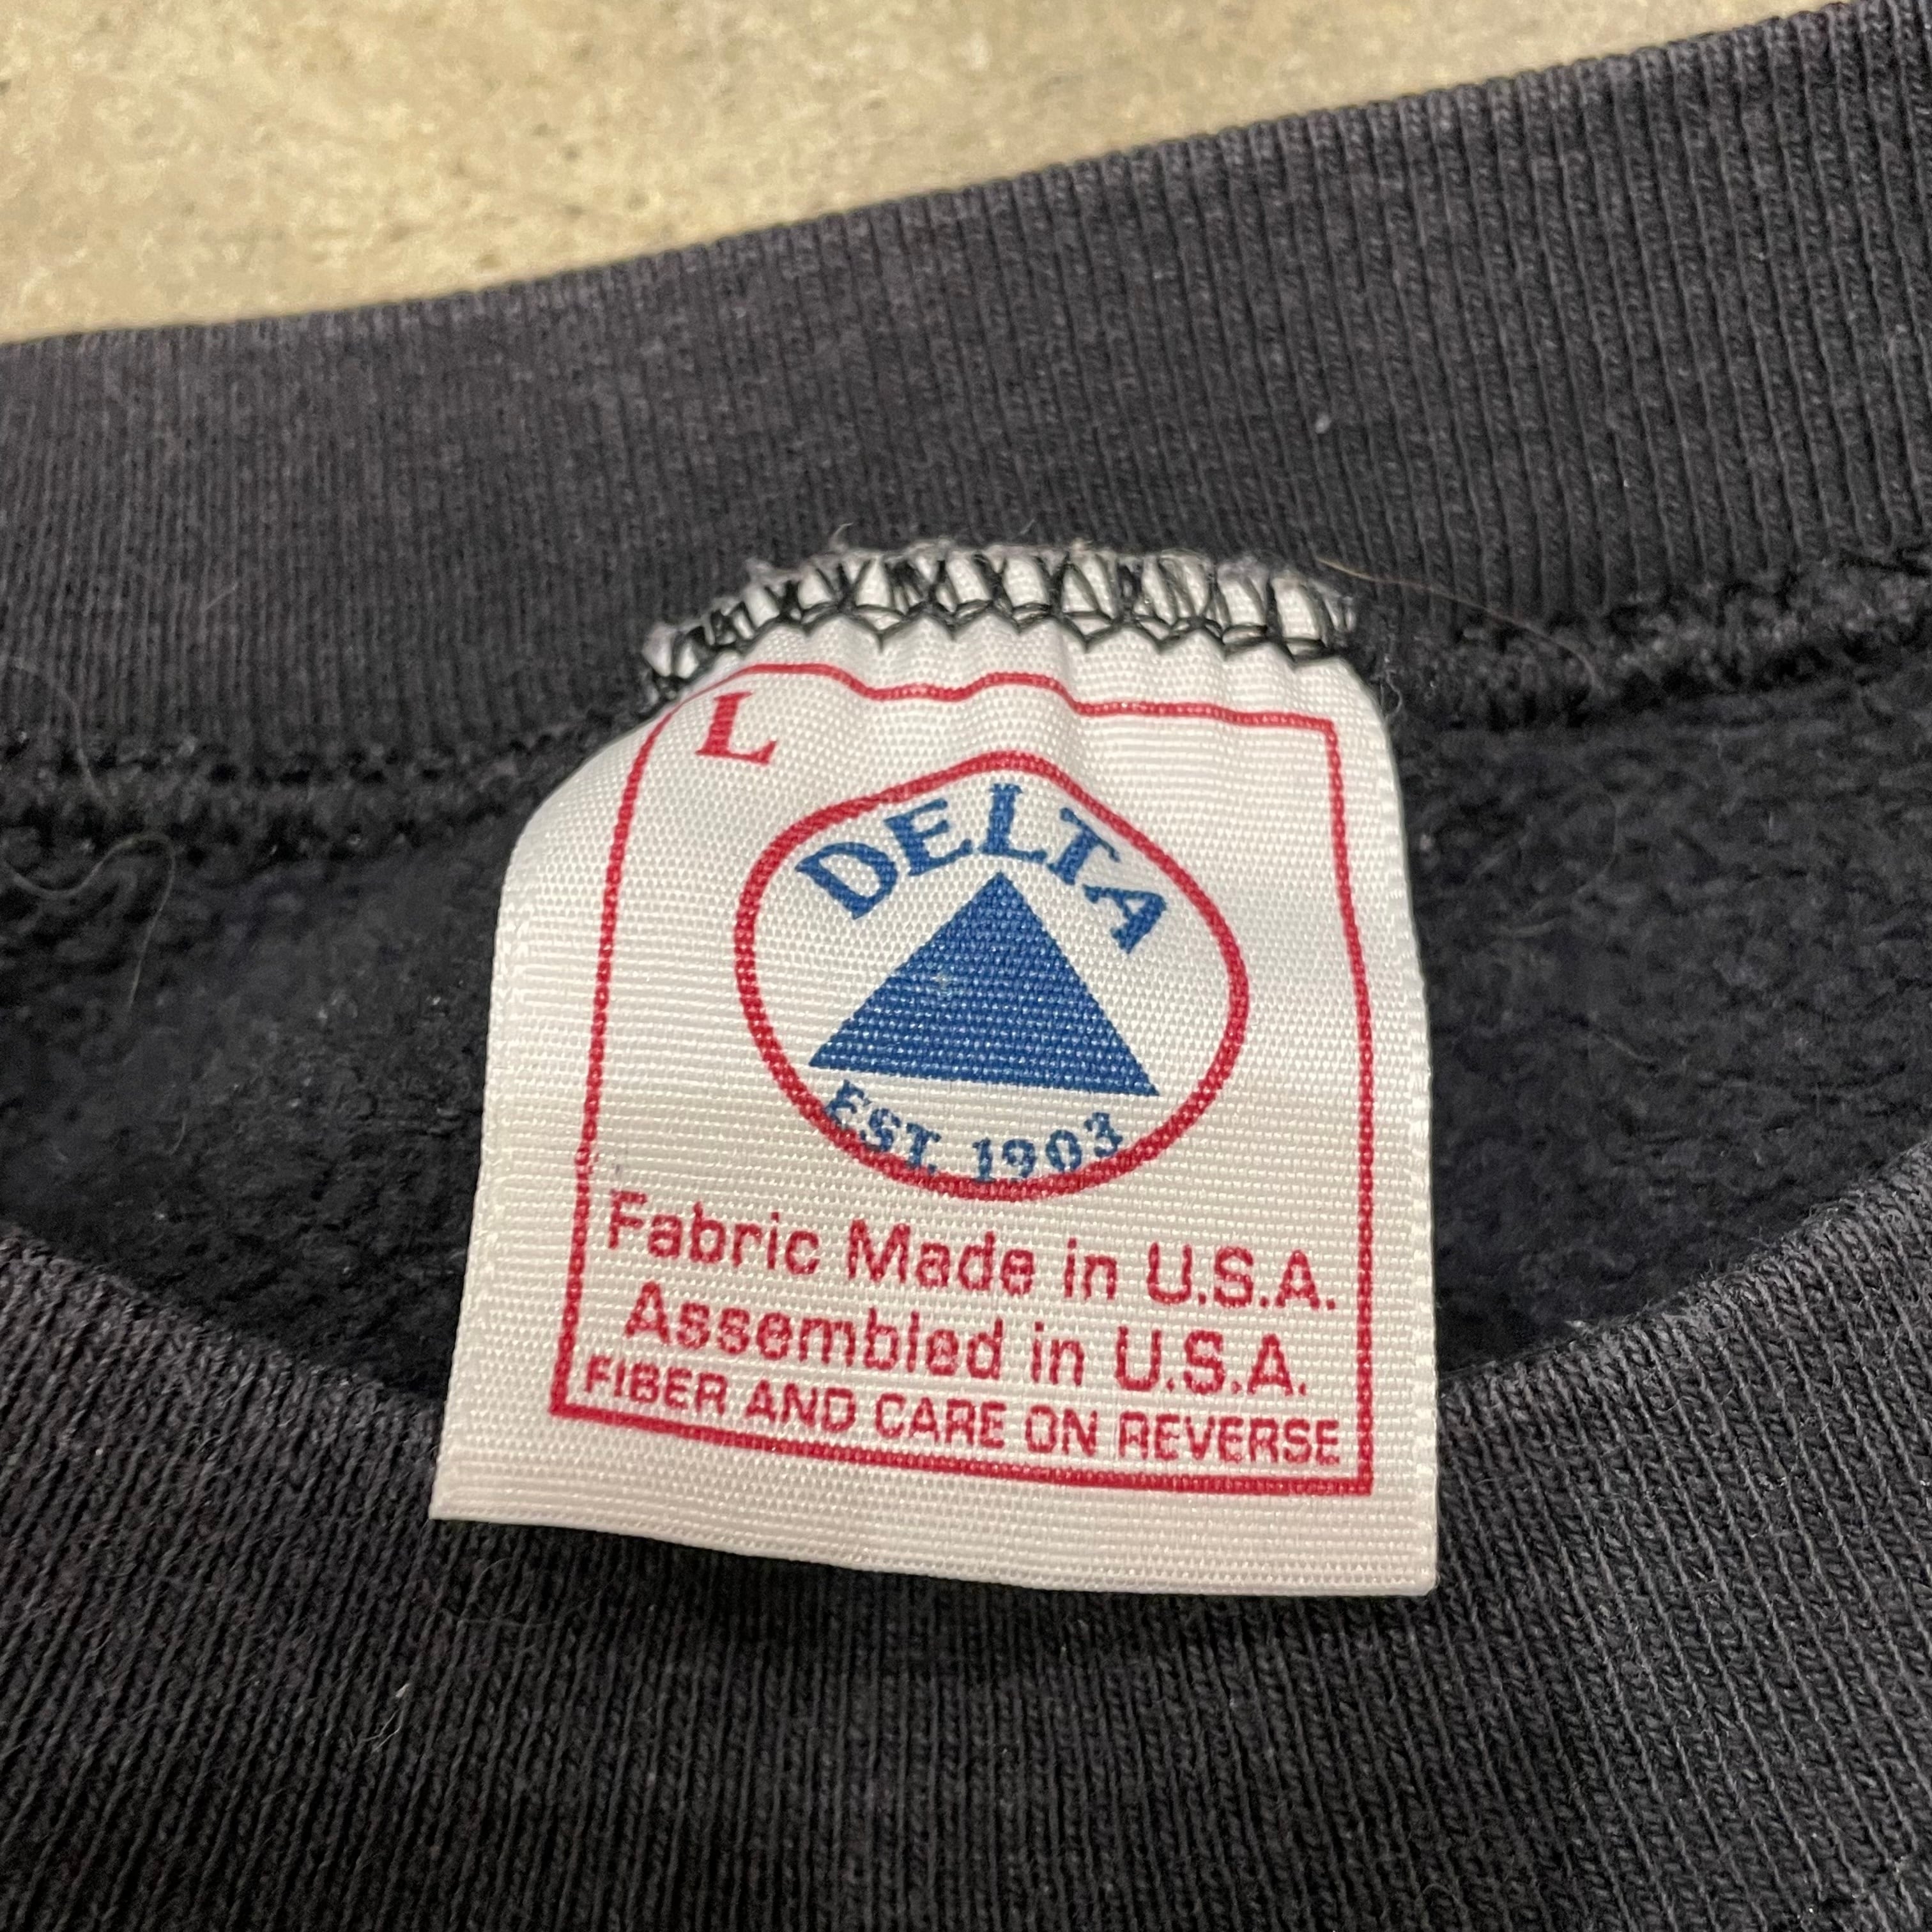 L
DELTA
EST. 1903
Fabric Made in U.S.A.
Assembled in U.S.A.
FIBER AND CARE ON REVERSE